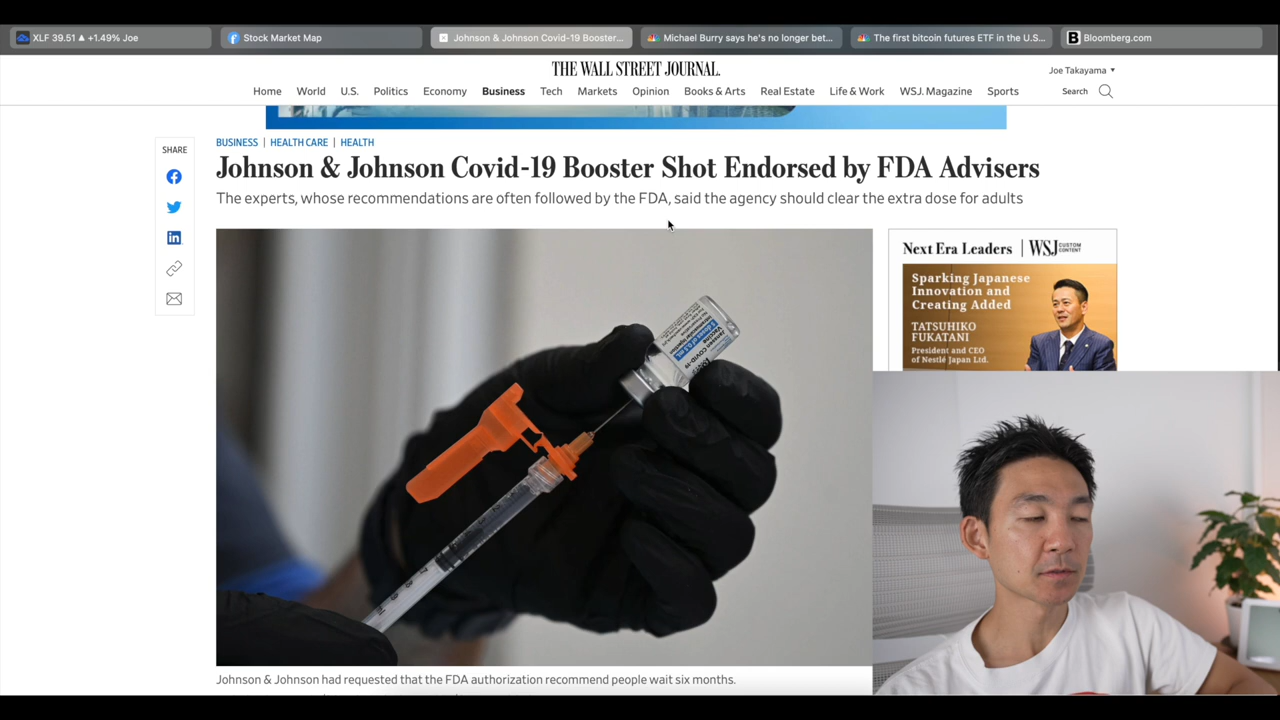 XLF 39.51 ▲ +1.49% Joe
Stock Market Map
Johnson & Johnson Covid-19 Booster...
Michael Burry says he's no longer bet...
The first bitcoin futures ETF in the U.S...
B Bloomberg.com
THE WALL STREET JOURNAL.
Joe Takayama
Home World U.S. Politics Economy Business Tech Markets Opinion Books & Arts Real Estate Life & Work WSJ. Magazine Sports
Search
SHARE
BUSINESS | HEALTH CARE | HEALTH
Johnson & Johnson Covid-19 Booster Shot Endorsed by FDA Advisers
The experts, whose recommendations are often followed by the FDA, said the agency should clear the extra dose for adults
Next Era Leaders | WSJ CUSTOM CONTENT
Sparking Japanese
Innovation and
Creating Added
TATSUHIKO
FUKATANI
President and CEO
of Nestlé Japan Ltd.
Johnson & Johnson had requested that the FDA authorization recommend people wait six months.